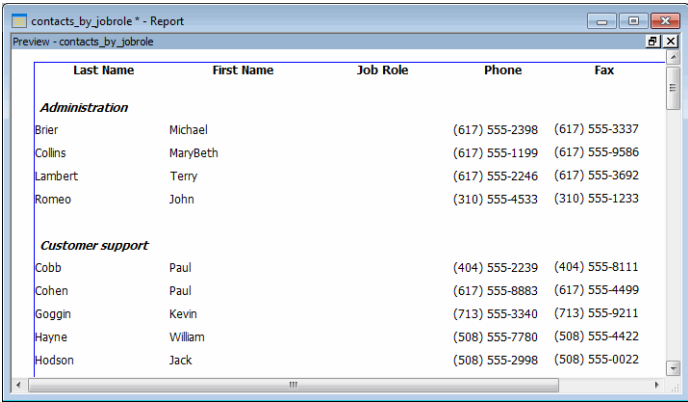 contacts_by_jobrole * - Report
Preview - contacts_by_jobrole
Last Name First Name Job Role Phone Fax
Administration
Brier Michael (617) 555-2398 (617) 555-3337
Collins MaryBeth (617) 555-1199 (617) 555-9586
Lambert Terry (617) 555-2246 (617) 555-3692
Romeo John (310) 555-4533 (310) 555-1233
Customer support
Cobb Paul (404) 555-2239 (404) 555-8111
Cohen Paul (617) 555-8883 (617) 555-4499
Goggin Kevin (713) 555-3340 (713) 555-9211
Hayne William (508) 555-7780 (508) 555-4422
Hodson Jack (508) 555-2998 (508) 555-0022